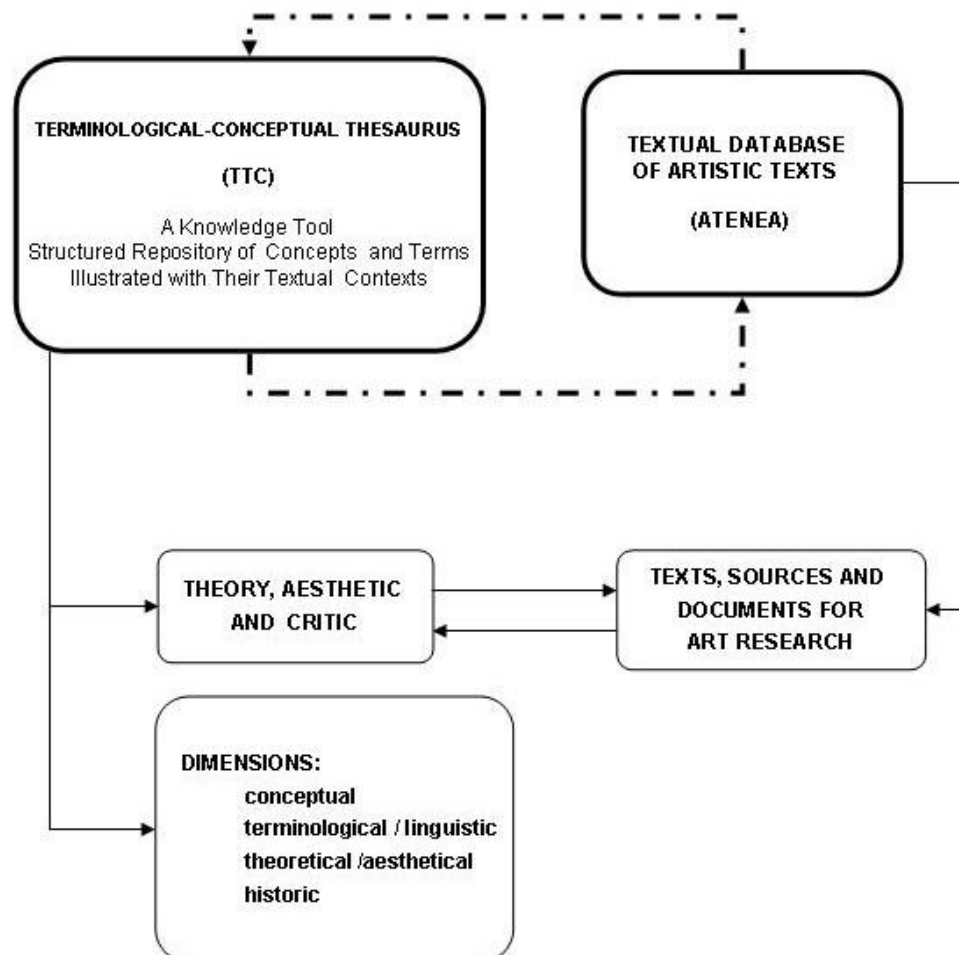 TERMINOLOGICAL-CONCEPTUAL THESAURUS
(TTC)
A Knowledge Tool
Structured Repository of Concepts and Terms
Illustrated with Their Textual Contexts
TEXTUAL DATABASE
OF ARTISTIC TEXTS
(ATENEA)
THEORY, AESTHETIC
AND CRITIC
TEXTS, SOURCES AND
DOCUMENTS FOR
ART RESEARCH
DIMENSIONS:
conceptual
terminological / linguistic
theoretical /aesthetical
historic